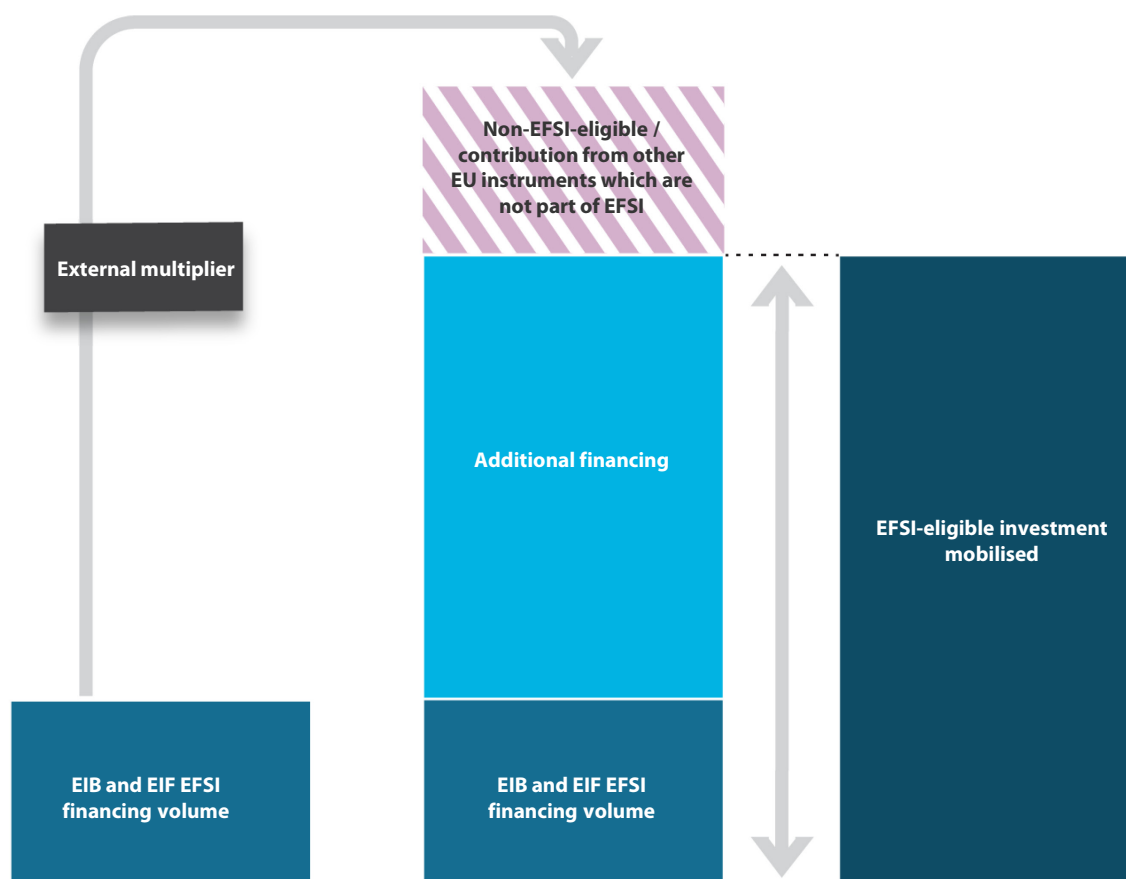 Non-EFSI-eligible /
contribution from other
EU instruments which are
not part of EFSI
External multiplier
Additional financing
EFSI-eligible investment
mobilised
EIB and EIF EFSI
financing volume
EIB and EIF EFSI
financing volume